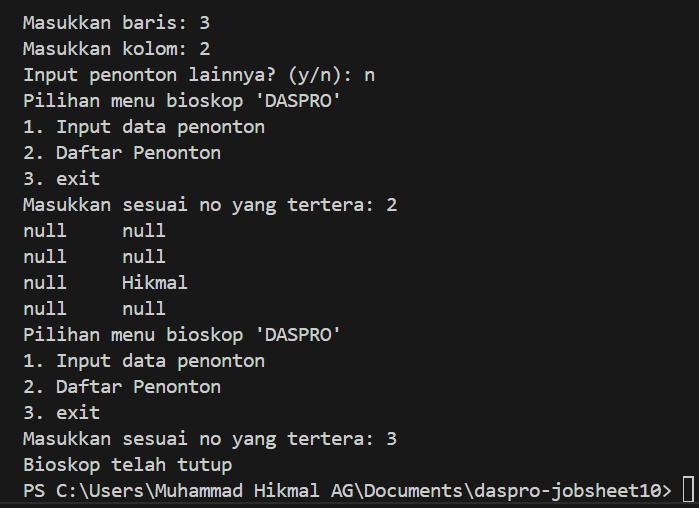 Masukkan baris: 3
Masukkan kolom: 2
Input penonton lainnya? (y/n): n
Pilihan menu bioskop 'DASPRO'
1. Input data penonton
2. Daftar Penonton
3. exit
Masukkan sesuai no yang tertera: 2
null     null
null     null
null     Hikmal
null     null
Pilihan menu bioskop 'DASPRO'
1. Input data penonton
2. Daftar Penonton
3. exit
Masukkan sesuai no yang tertera: 3
Bioskop telah tutup
PS C:\Users\Muhammad Hikmal AG\Documents\daspro-jobsheet10>